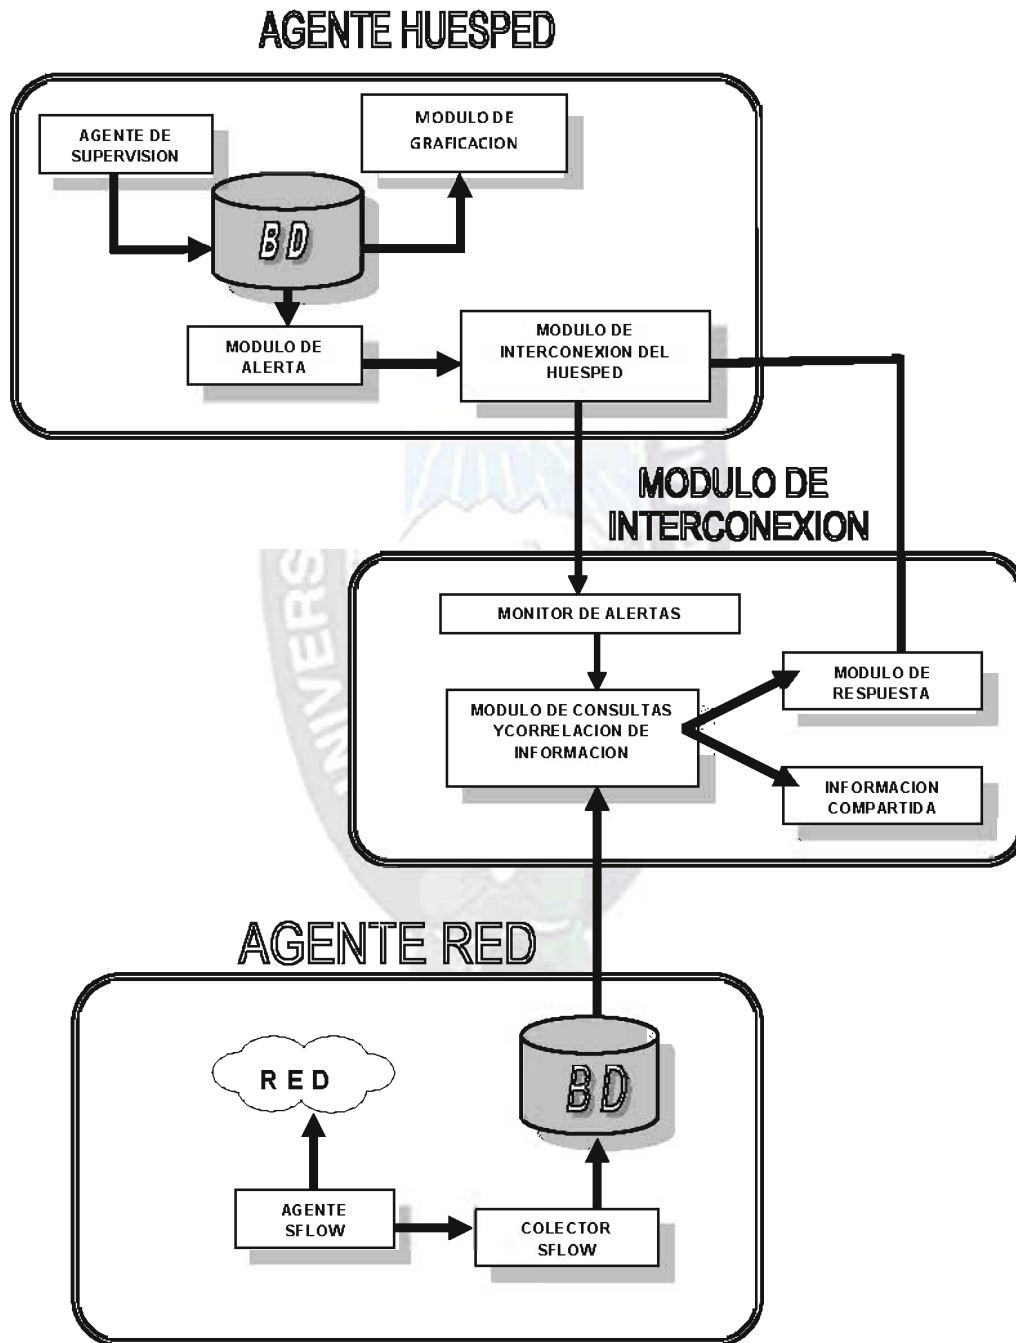 AGENTE HUESPED
AGENTE DE
SUPERVISION
MODULO DE
GRAFICACION
BD
MODULO DE
ALERTA
MODULO DE
INTERCONEXION DEL
HUESPED
MODULO DE
INTERCONEXION
MONITOR DE ALERTAS
MODULO DE CONSULTAS
YCORRELACION DE
INFORMACION
MODULO DE
RESPUESTA
INFORMACION
COMPARTIDA
AGENTE RED
RED
BD
AGENTE
SFLOW
COLECTOR
SFLOW